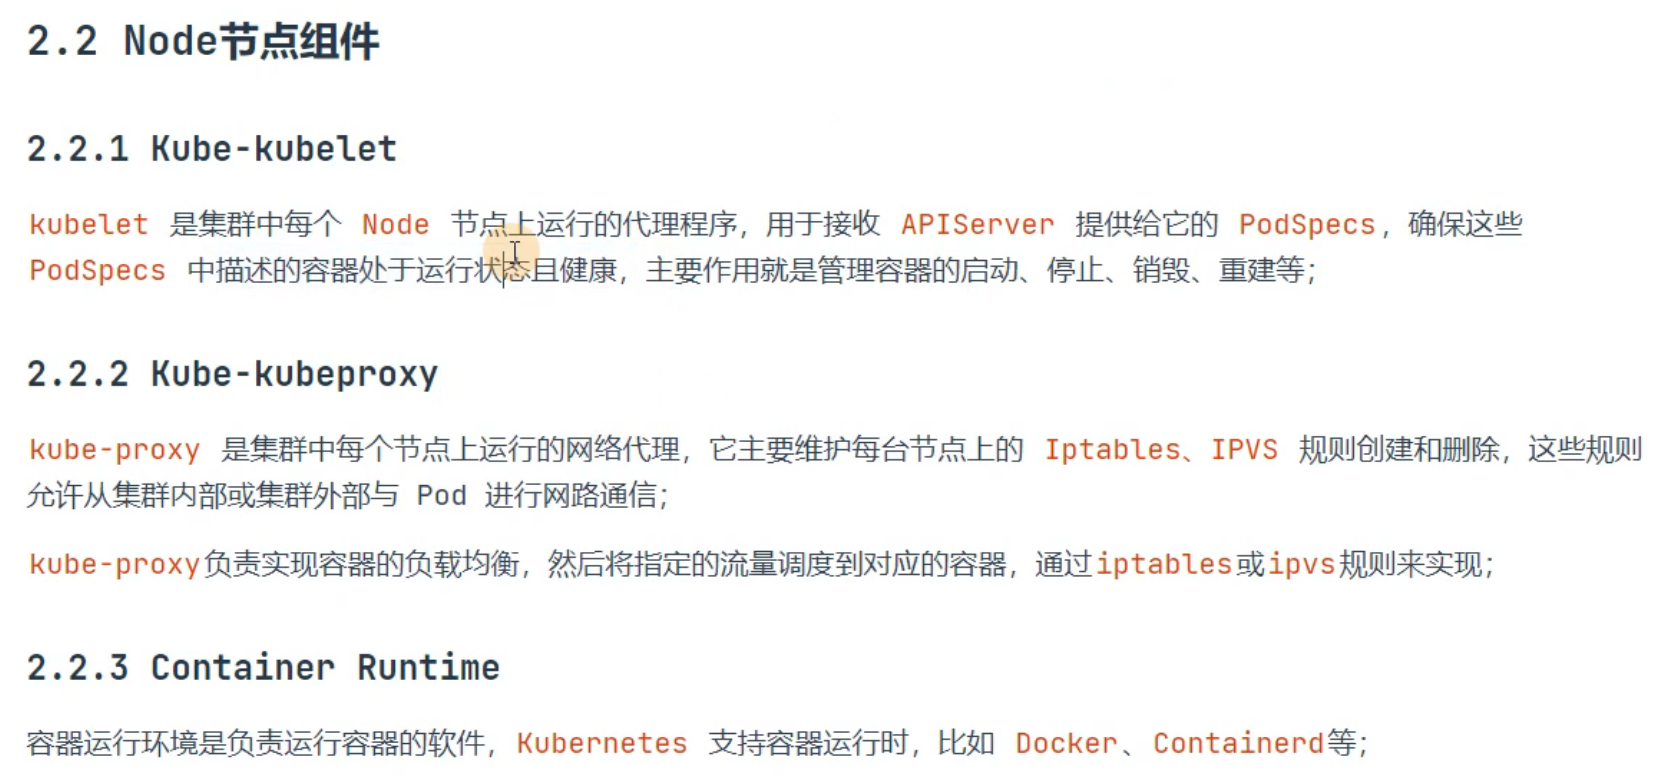 2.2 Node节点组件
2.2.1 Kube-kubelet
kubelet 是集群中每个 Node 节点上运行的代理程序，用于接收 APIServer 提供给它的 PodSpecs，确保这些
PodSpecs 中描述的容器处于运行状态且健康，主要作用就是管理容器的启动、停止、销毁、重建等；
2.2.2 Kube-kubeproxy
kube-proxy 是集群中每个节点上运行的网络代理，它主要维护每台节点上的 Iptables、IPVS 规则创建和删除，这些规则
允许从集群内部或集群外部与 Pod 进行网路通信；
kube-proxy负责实现容器的负载均衡，然后将指定的流量调度到对应的容器，通过iptables或ipvs规则来实现；
2.2.3 Container Runtime
容器运行环境是负责运行容器的软件，Kubernetes 支持容器运行时，比如 Docker、Containerd等；